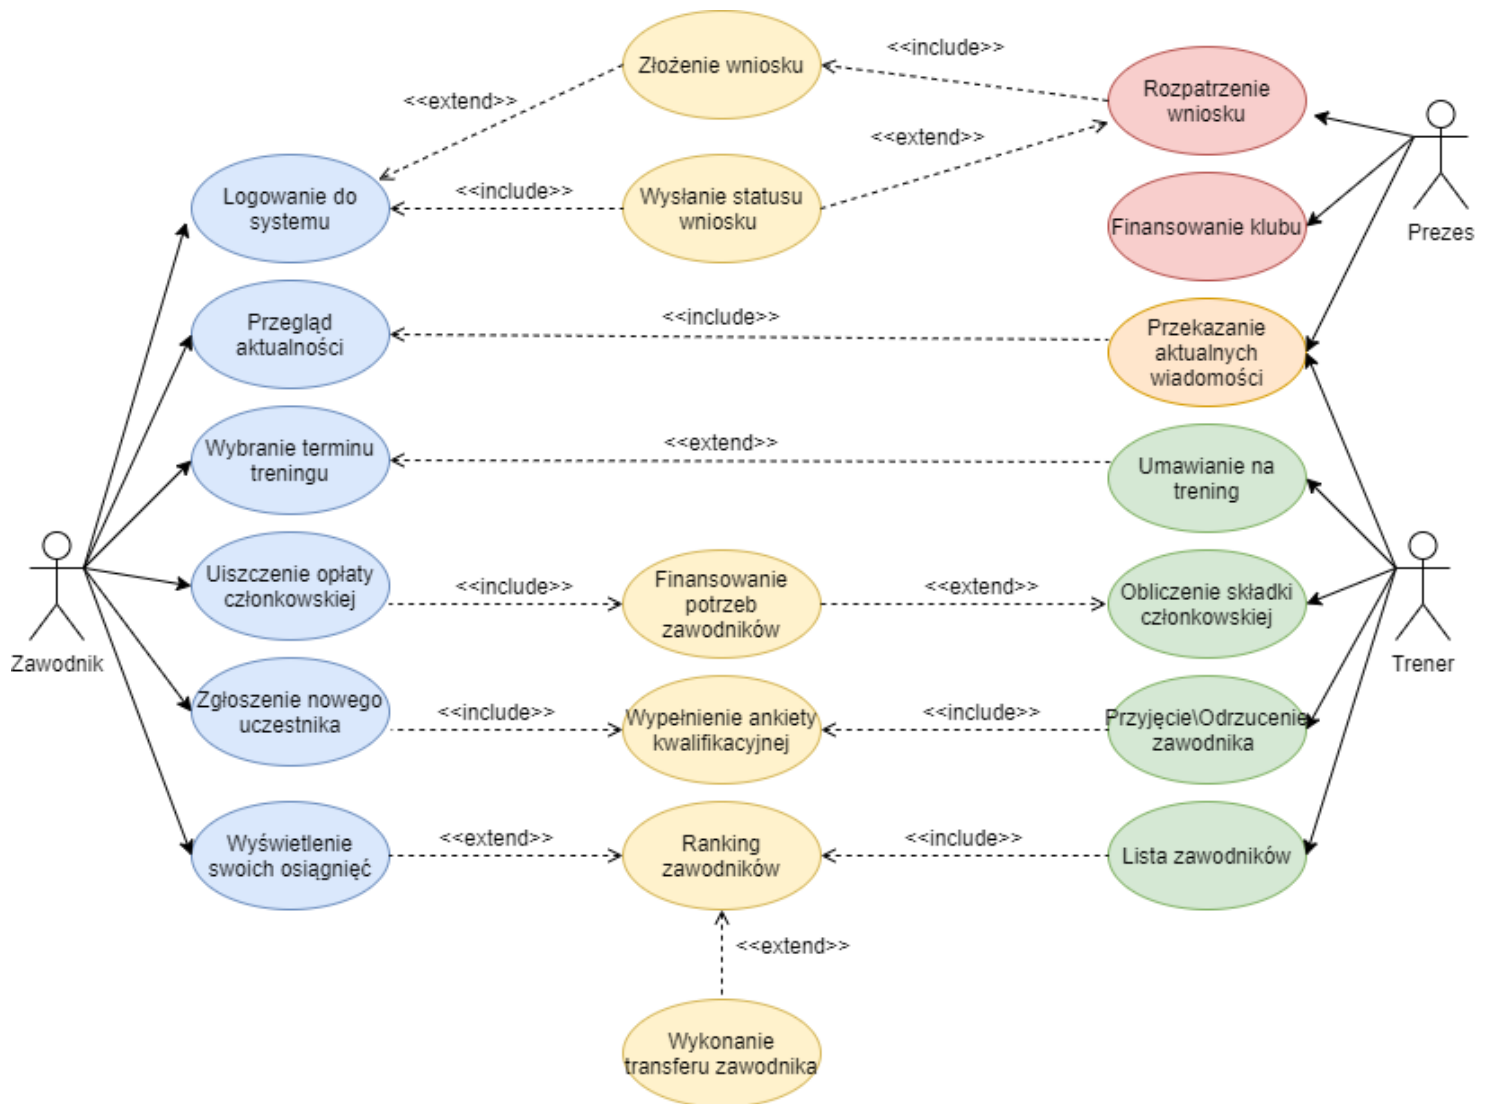 <<include>>
Złożenie wniosku
<<extend>>
Rozpatrzenie
wniosku
<<extend>>
Logowanie do
systemu
<<include>>
Wysłanie statusu
wniosku
Finansowanie klubu
Prezes
Przegląd
aktualności
<<include>>
Przekazanie
aktualnych
wiadomości
Wybranie terminu
treningu
<<extend>>
Umawianie na
trening
Uiszczenie opłaty
członkowskiej
<<include>>
Finansowanie
potrzeb
zawodników
<<extend>>
Obliczenie składki
członkowskiej
Zawodnik
Trener
Zgłoszenie nowego
uczestnika
<<include>>
Wypełnienie ankiety
kwalifikacyjnej
<<include>>
Przyjęcie\Odrzucenie
zawodnika
Wyświetlenie
swoich osiągnięć
<<extend>>
Ranking
zawodników
<<include>>
Lista zawodników
<<extend>>
Wykonanie
transferu zawodnika